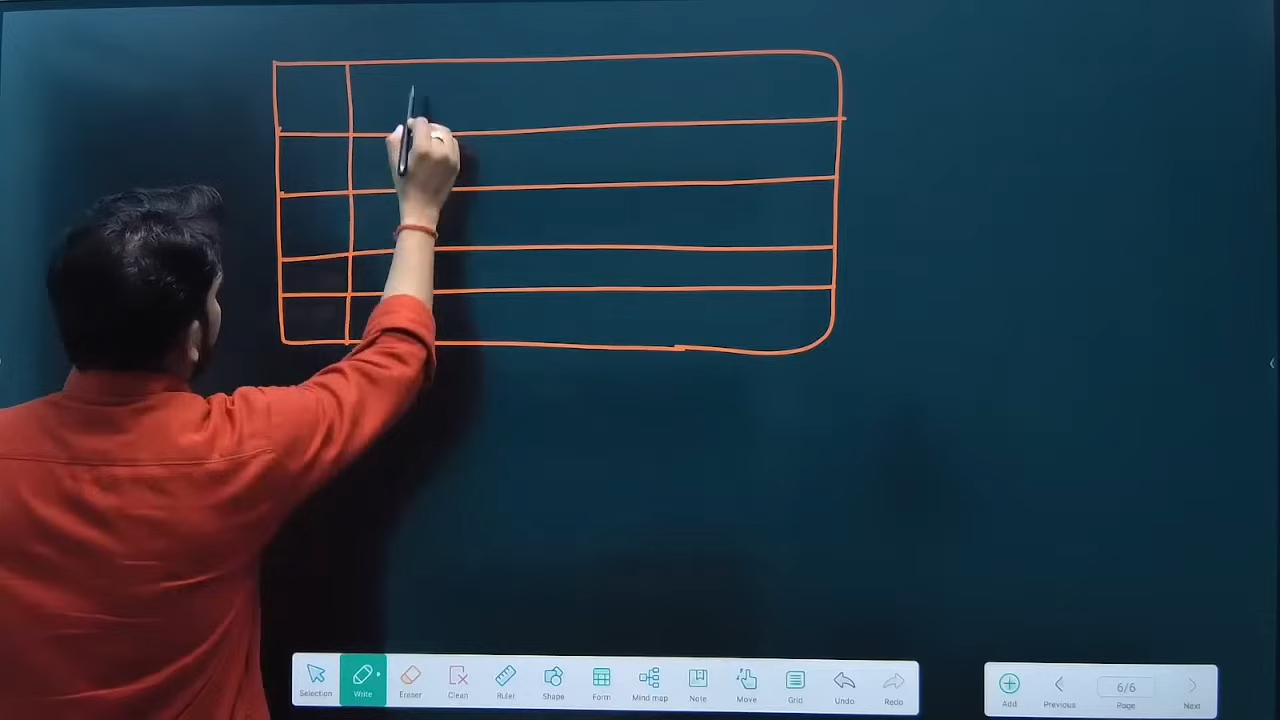 Selection Write Eraser Clean Ruler Shape Form Mind map Note Move Grid Undo Redo
Add Previous 6/6 Page Next